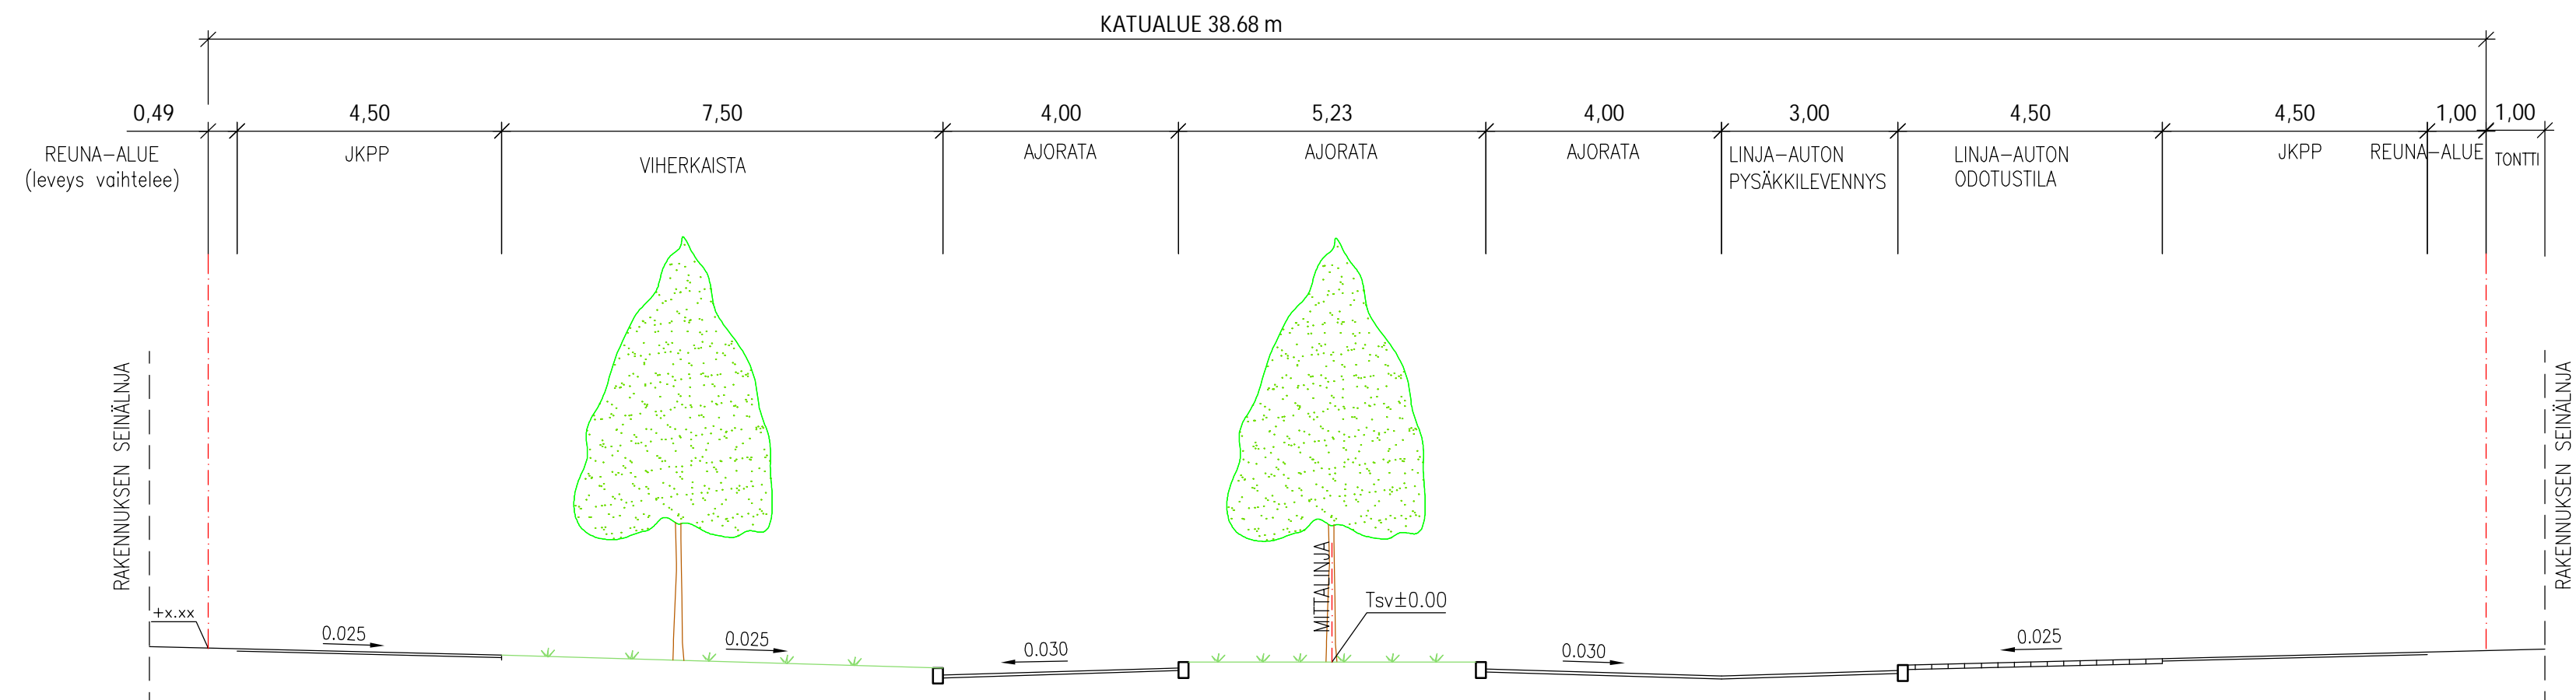 KATUALUE 38.68 m
0,49
4,50
7,50
4,00
5,23
4,00
3,00
4,50
4,50
1,00
1,00
REUNA-ALUE
(leveys vaihtelee)
JKPP
VIHERKAISTA
AJORATA
AJORATA
AJORATA
LINJA-AUTON
PYSÄKKILEVENNYS
LINJA-AUTON
ODOTUSTILA
JKPP
REUNA-ALUE
TONTTI
RAKENNUKSEN SEINÄLNJA
MITTALINJA
RAKENNUKSEN SEINÄLNJA
+x.xx
0.025
0.025
0.030
Tsv±0.00
0.030
0.025